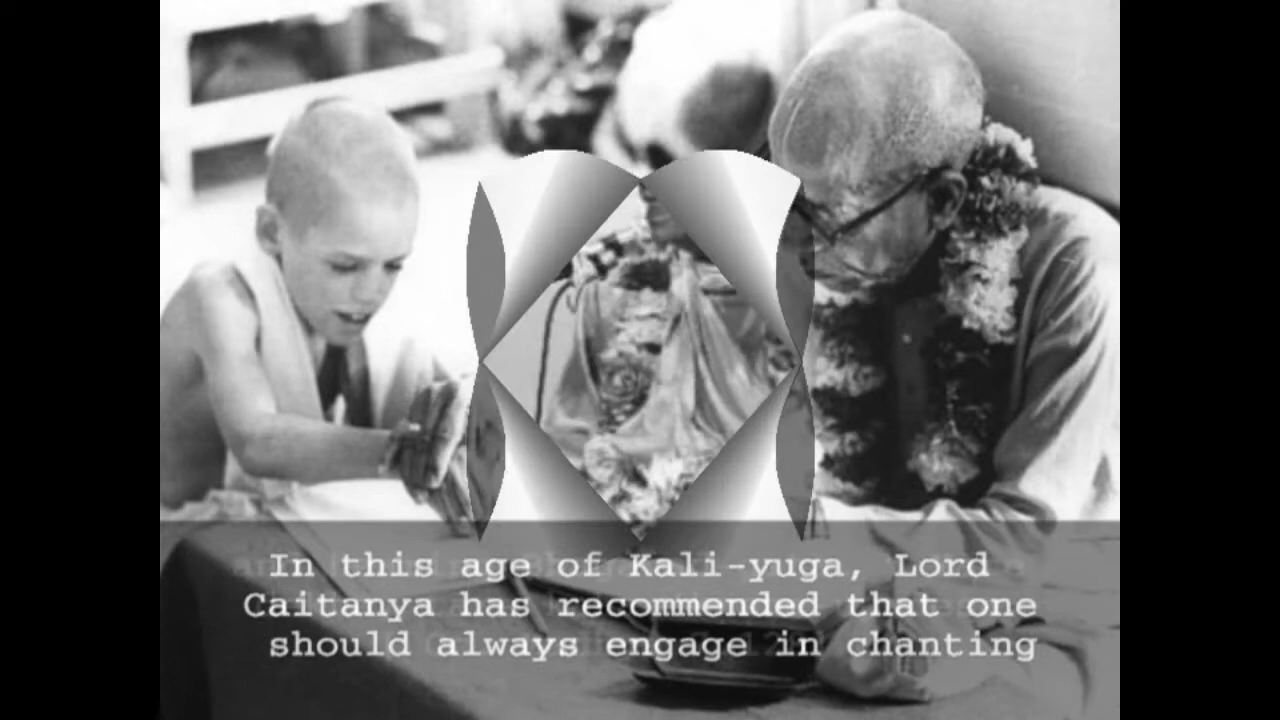 In this age of Kali-yuga, Lord
Caitanya has recommended that one
should always engage in chanting